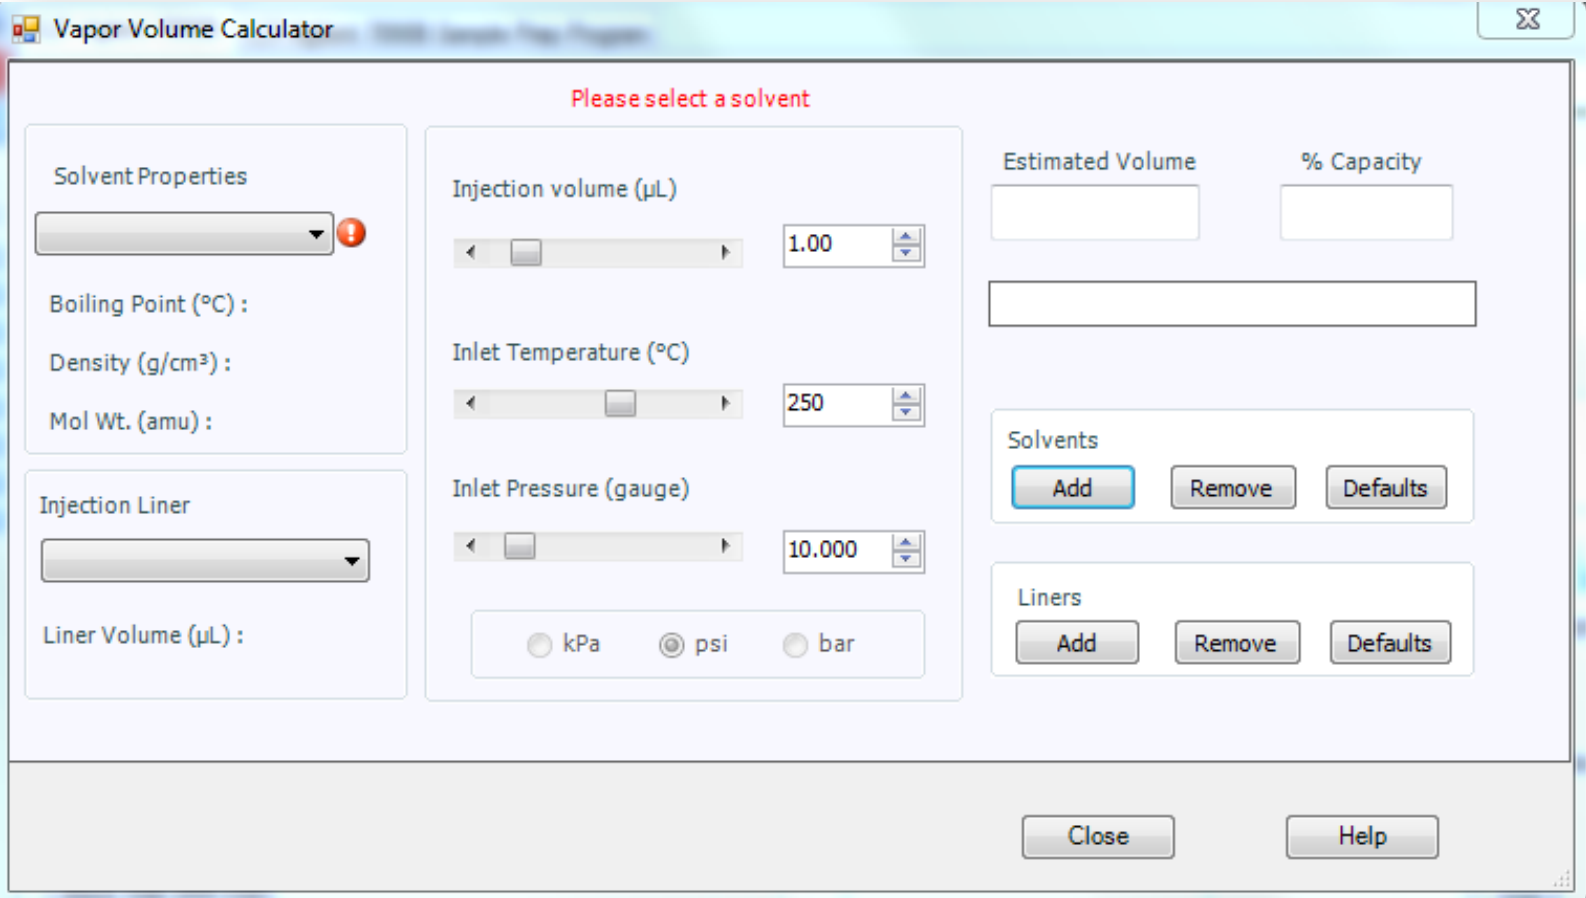 Vapor Volume Calculator
Please select a solvent
Solvent Properties
Boiling Point (°C) :
Density (g/cm³) :
Mol Wt. (amu) :
Injection Liner
Liner Volume (µL) :
Injection volume (µL)
1.00
Inlet Temperature (°C)
250
Inlet Pressure (gauge)
10.000
kPa psi bar
Estimated Volume % Capacity
Solvents
Add Remove Defaults
Liners
Add Remove Defaults
Close Help